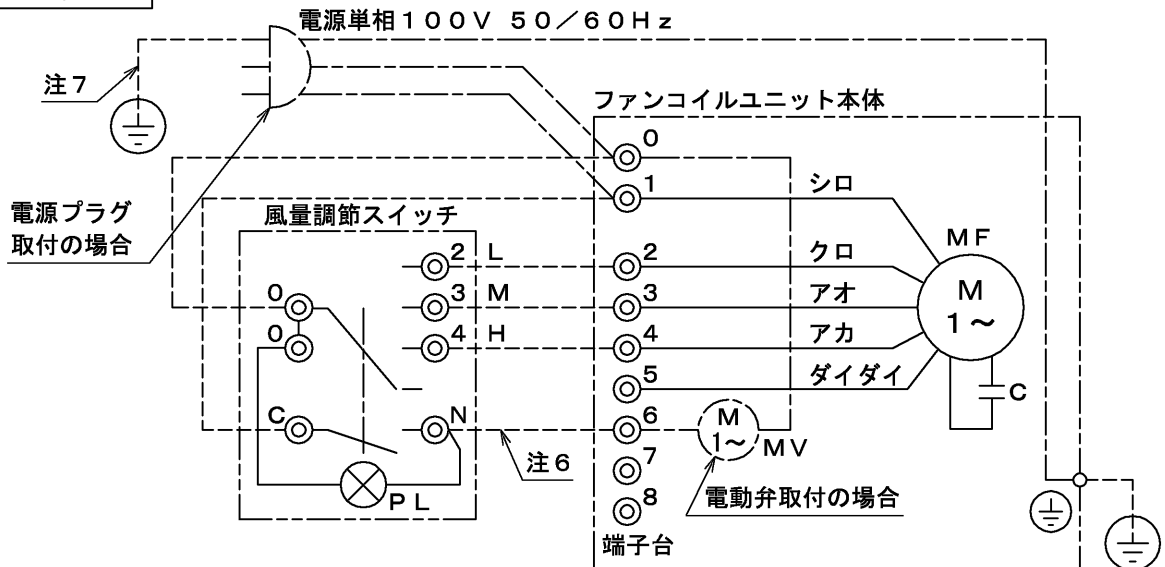 電源単相100V 50/60Hz
注7
ファンコイルユニット本体
0
1
シロ
電源プラグ
取付の場合
風量調節スイッチ
2 L
2
クロ
MF
0
3 M
3
アオ
M
1~
0
4 H
4
アカ
5
ダイダイ
C
C
N
6
M
1~
MV
注6
7
PL
8
電動弁取付の場合
端子台